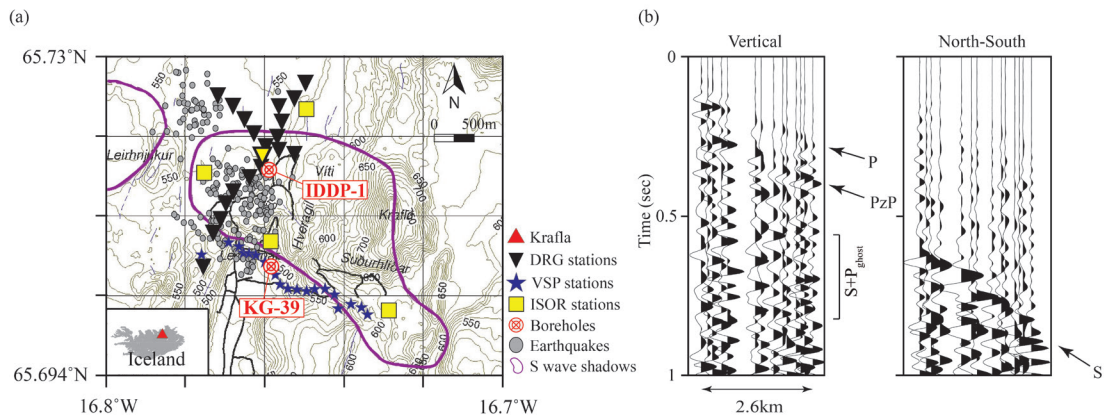 (a)
65.73°N
65.694°N
16.8°W
16.7°W
N
0 500m
Leirhnjúkur
Víti
IDDP-1
Hveragil
Krafla
Suðurhlíðar
KG-39
Iceland
550
600
650
700
500
Krafla
DRG stations
VSP stations
ISOR stations
Boreholes
Earthquakes
S wave shadows
(b)
Vertical
North-South
0
0.5
1
Time (sec)
P
PzP
S+Pghost
S
2.6km